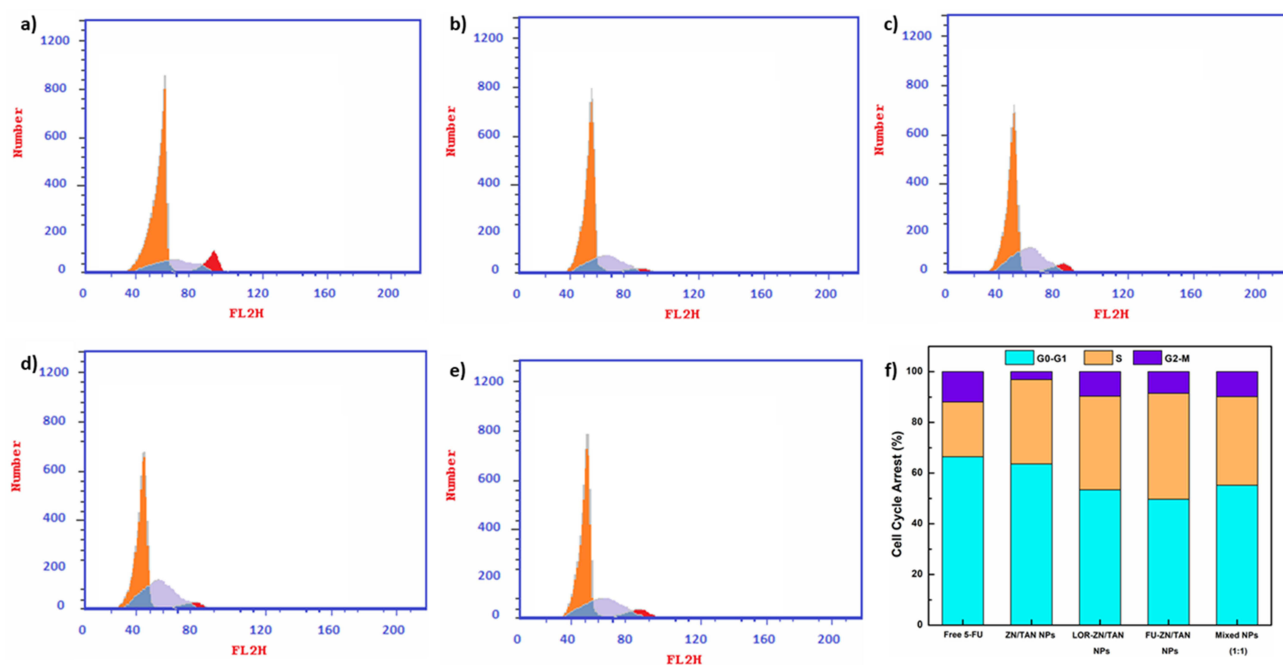 a)
1200
800
600
400
200
0
Number
0 40 80 120 160 200
FL2H
b)
1200
800
600
400
200
0
Number
0 40 80 120 160 200
FL2H
c)
1200
800
600
400
200
0
Number
0 40 80 120 160 200
FL2H
d)
1200
800
600
400
200
0
Number
0 40 80 120 160 200
FL2H
e)
1200
800
600
400
200
0
Number
0 40 80 120 160 200
FL2H
f)
G0-G1 S G2-M
100
80
60
40
20
0
Cell Cycle Arrest (%)
Free 5-FU ZN/TAN NPs LOR-ZN/TAN FU-ZN/TAN Mixed NPs
NPs NPs (1:1)